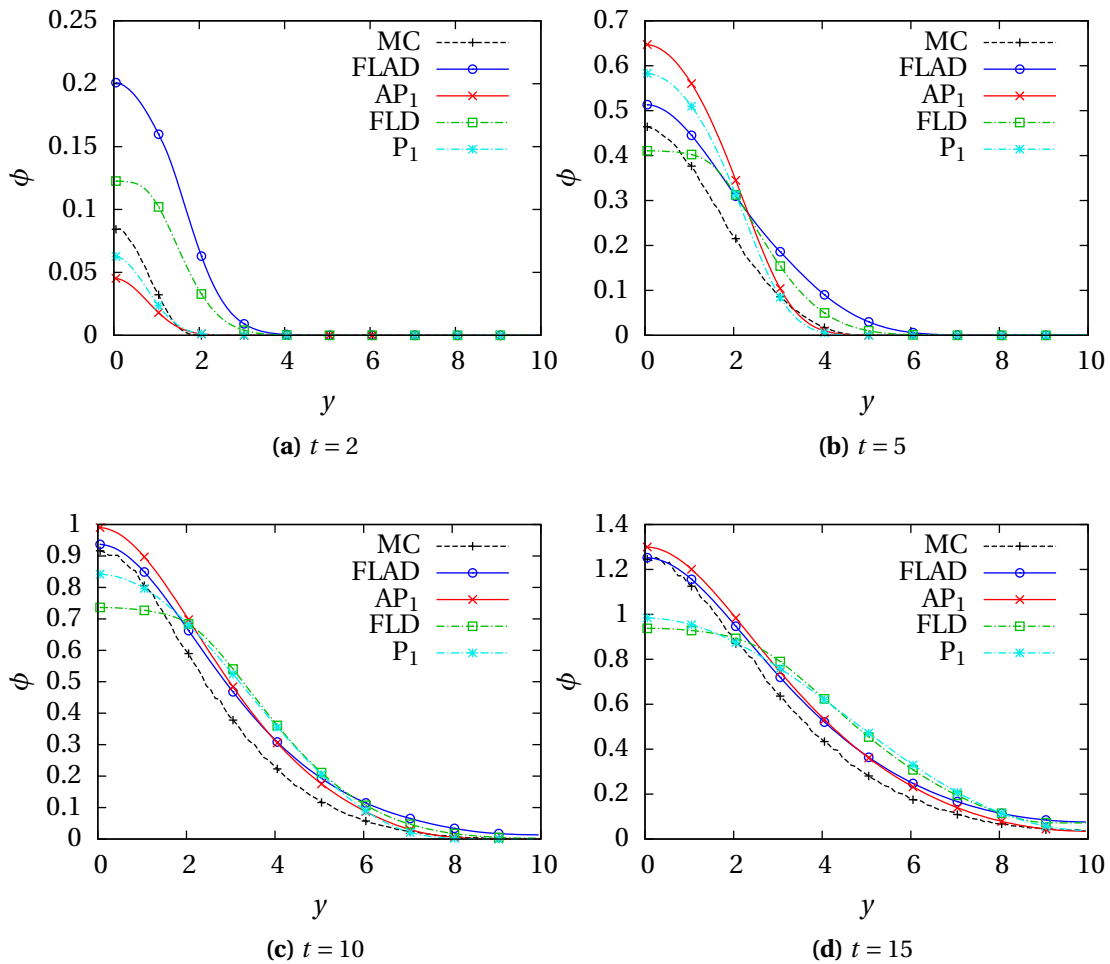 0.25
0.2
0.15
0.1
0.05
0
ϕ
MC
FLAD
AP₁
FLD
P₁
0 2 4 6 8 10
y
(a) t = 2
0.7
0.6
0.5
0.4
0.3
0.2
0.1
0
ϕ
MC
FLAD
AP₁
FLD
P₁
0 2 4 6 8 10
y
(b) t = 5
1
0.9
0.8
0.7
0.6
0.5
0.4
0.3
0.2
0.1
0
ϕ
MC
FLAD
AP₁
FLD
P₁
0 2 4 6 8 10
y
(c) t = 10
1.4
1.2
1
0.8
0.6
0.4
0.2
0
ϕ
MC
FLAD
AP₁
FLD
P₁
0 2 4 6 8 10
y
(d) t = 15